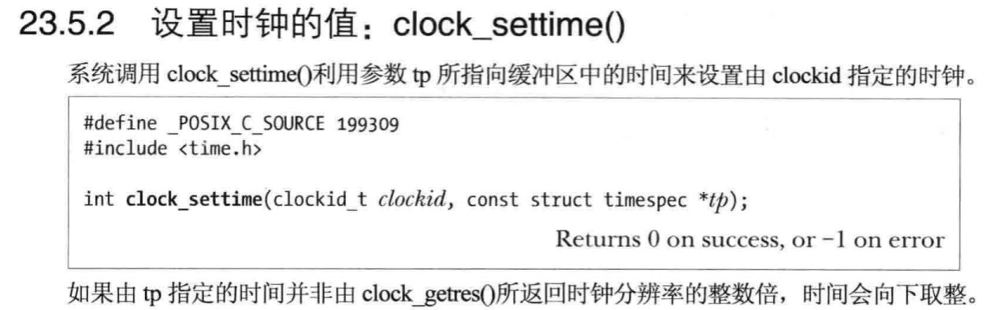 23.5.2 设置时钟的值：clock_settime()
系统调用 clock_settime()利用参数 tp 所指向缓冲区中的时间来设置由 clockid 指定的时钟。
#define _POSIX_C_SOURCE 199309
#include <time.h>
int clock_settime(clockid_t clockid, const struct timespec *tp);
Returns 0 on success, or −1 on error
如果由 tp 指定的时间并非由 clock_getres()所返回时钟分辨率的整数倍，时间会向下取整。